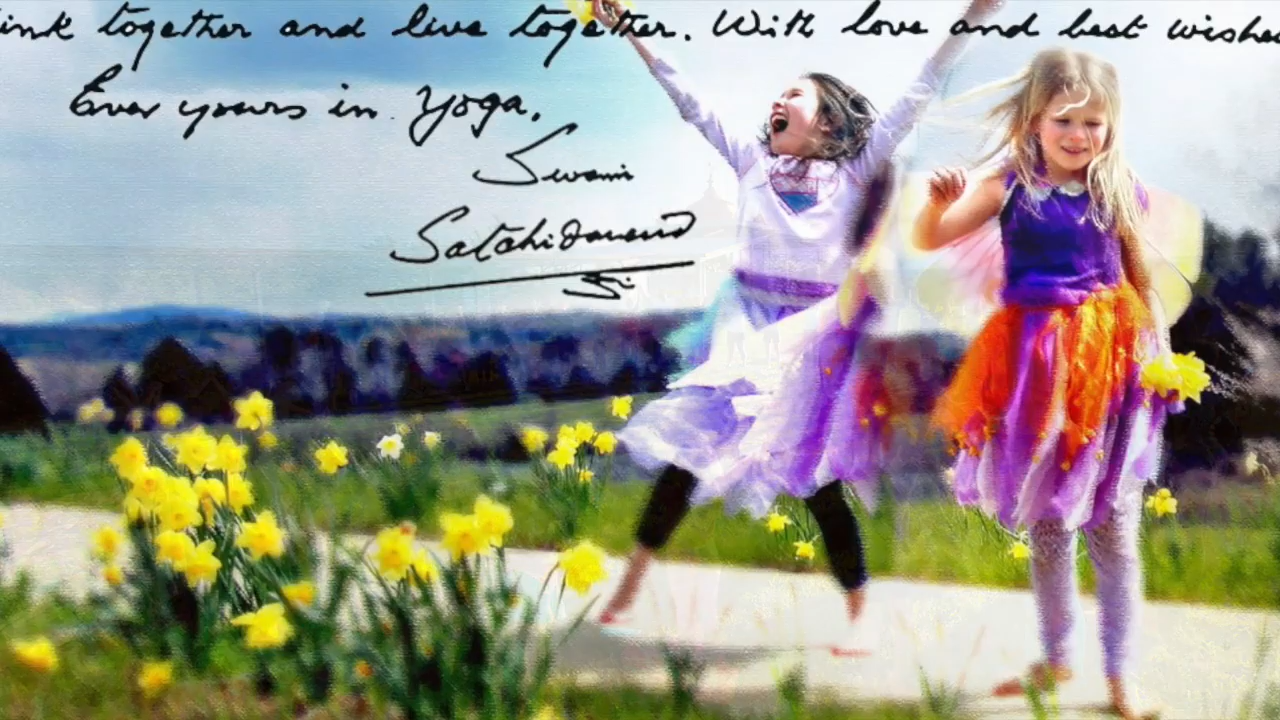 ink together and live together. With love and best wishes
Ever yours in Yoga.
Swami
Satchidananda